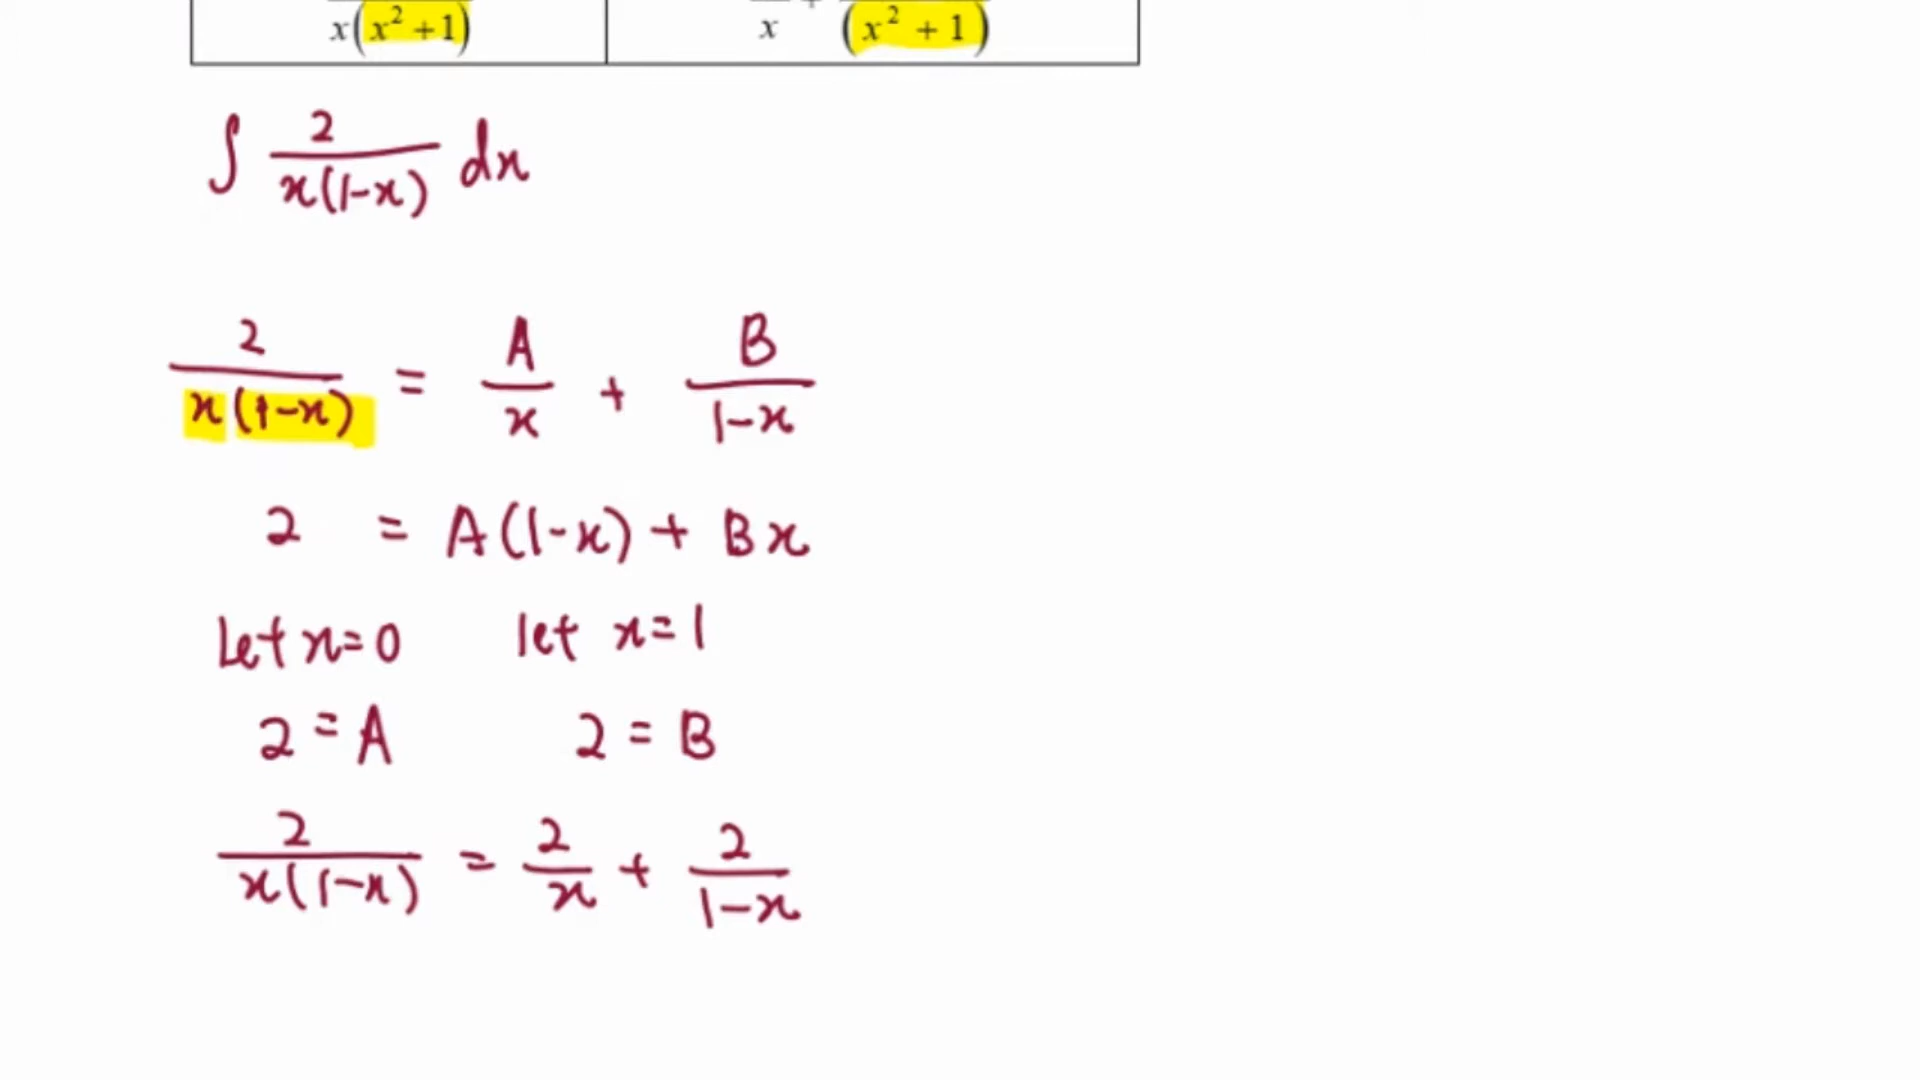 x(x² + 1) x + (x² + 1)
∫ 2/x(1-x) dx
2/x(1-x) = A/x + B/1-x
2 = A(1-x) + Bx
let x=0 let x=1
2 = A 2 = B
2/x(1-x) = 2/x + 2/1-x